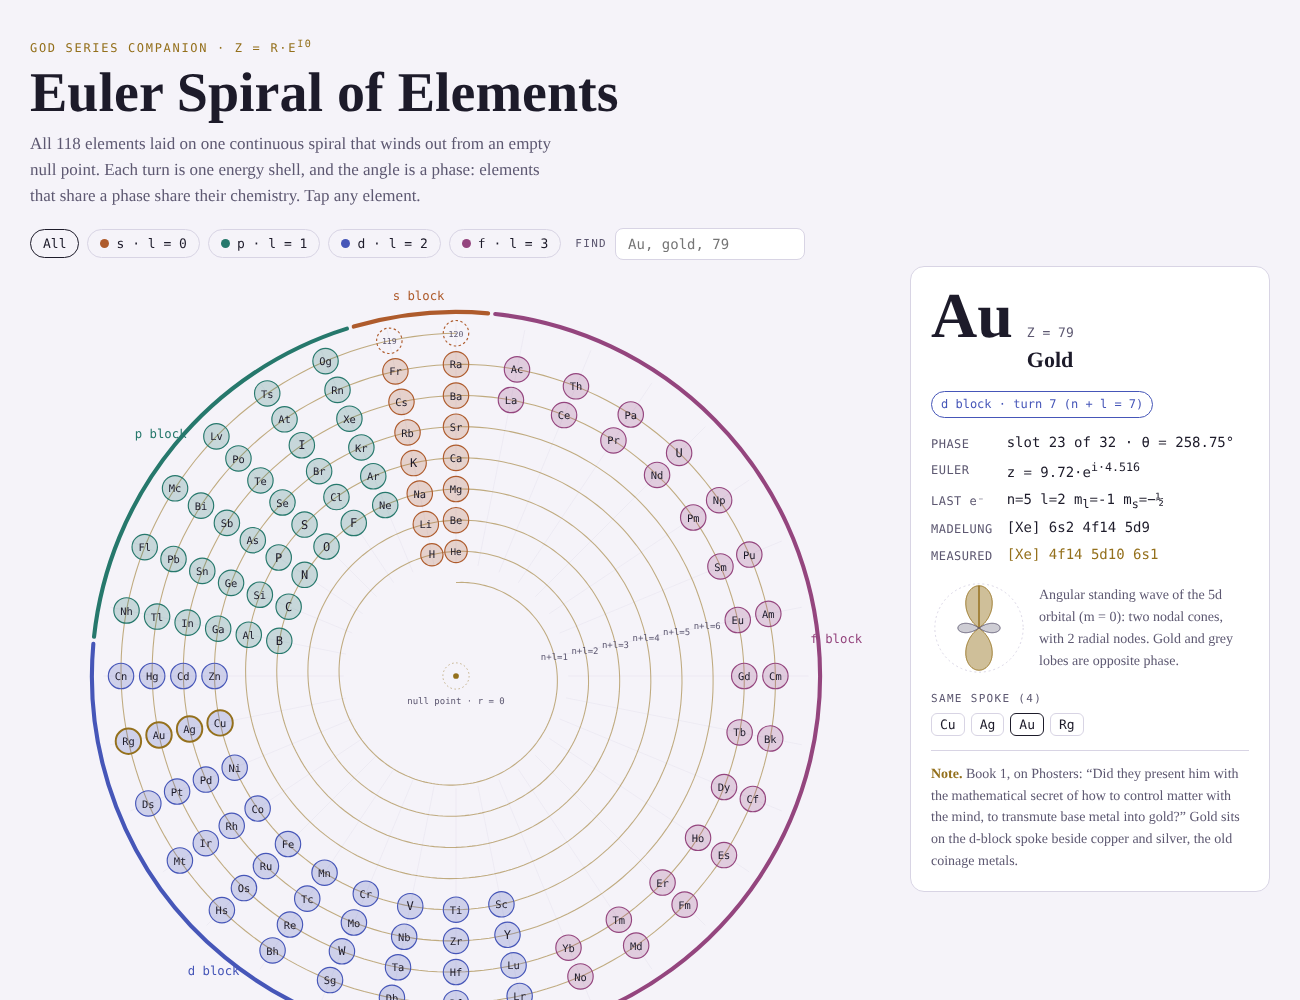 GOD SERIES COMPANION · Z = R·E^Iθ
Euler Spiral of Elements
All 118 elements laid on one continuous spiral that winds out from an empty
null point. Each turn is one energy shell, and the angle is a phase: elements
that share a phase share their chemistry. Tap any element.
All
s · l = 0
p · l = 1
d · l = 2
f · l = 3
FIND
Au, gold, 79
s block
119
120
Og
Fr
Ra
Ac
Th
Ts
Rn
Cs
Ba
La
Ce
Pa
Lv
At
Xe
Rb
Sr
Pr
U
Po
I
Kr
K
Ca
Nd
Np
p block
Mc
Te
Br
Ar
Na
Mg
Pm
Pu
Bi
Se
Cl
Ne
Li
Be
Sm
Fl
Sb
S
F
H
He
Am
Pb
As
P
O
Eu
Nh
Sn
Ge
N
Tl
In
Si
C
Ga
Al
B
n+l=1
n+l=2
n+l=3
n+l=4
n+l=5
n+l=6
f block
Cn
Hg
Cd
Zn
null point · r = 0
Gd
Cm
Rg
Au
Ag
Cu
Tb
Bk
Ds
Pt
Pd
Ni
Dy
Cf
Mt
Ir
Rh
Co
Ho
Es
Hs
Os
Ru
Fe
Er
Fm
Bh
Re
Tc
Mn
Tm
Md
Sg
W
Mo
Cr
Yb
No
Db
Ta
Nb
V
Ti
Sc
Zr
Y
Hf
Lu
Lr
d block
Au
Z = 79
Gold
d block · turn 7 (n + l = 7)
PHASE slot 23 of 32 · θ = 258.75°
EULER z = 9.72·e^i·4.516
LAST e⁻ n=5 l=2 m_l=-1 m_s=−½
MADELUNG [Xe] 6s2 4f14 5d9
MEASURED [Xe] 4f14 5d10 6s1
Angular standing wave of the 5d
orbital (m = 0): two nodal cones,
with 2 radial nodes. Gold and grey
lobes are opposite phase.
SAME SPOKE (4)
Cu
Ag
Au
Rg
Note. Book 1, on Phosters: “Did they present him with
the mathematical secret of how to control matter with
the mind, to transmute base metal into gold?” Gold sits
on the d-block spoke beside copper and silver, the old
coinage metals.